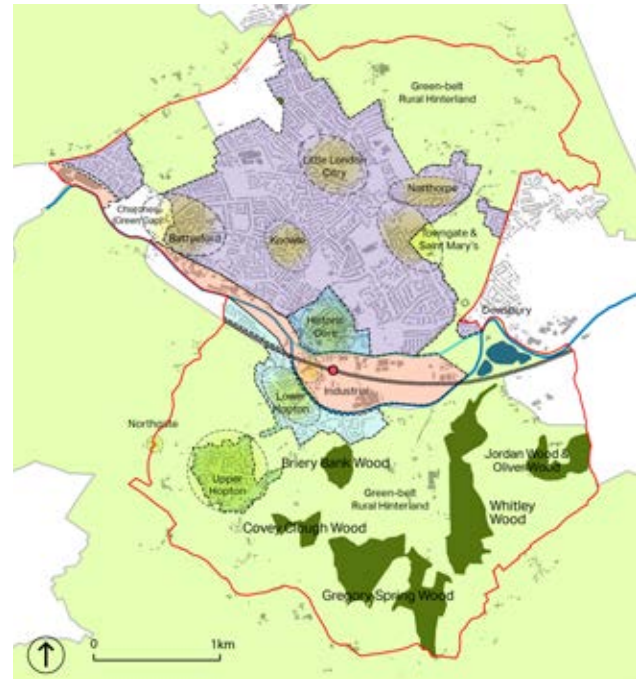 Green-belt
Rural Hinterland
Little London
City
Northorpe
Battyeford
Knowle
Towngate &
Saint Mary's
Historic
Core
Dewsbury
Industrial
Lower
Hopton
Northgate
Upper
Hopton
Briery Bank Wood
Jordan Wood &
Oliver Wood
Green-belt
Rural Hinterland
Whitley
Wood
Covey Clough Wood
Gregory Spring Wood
0
1km